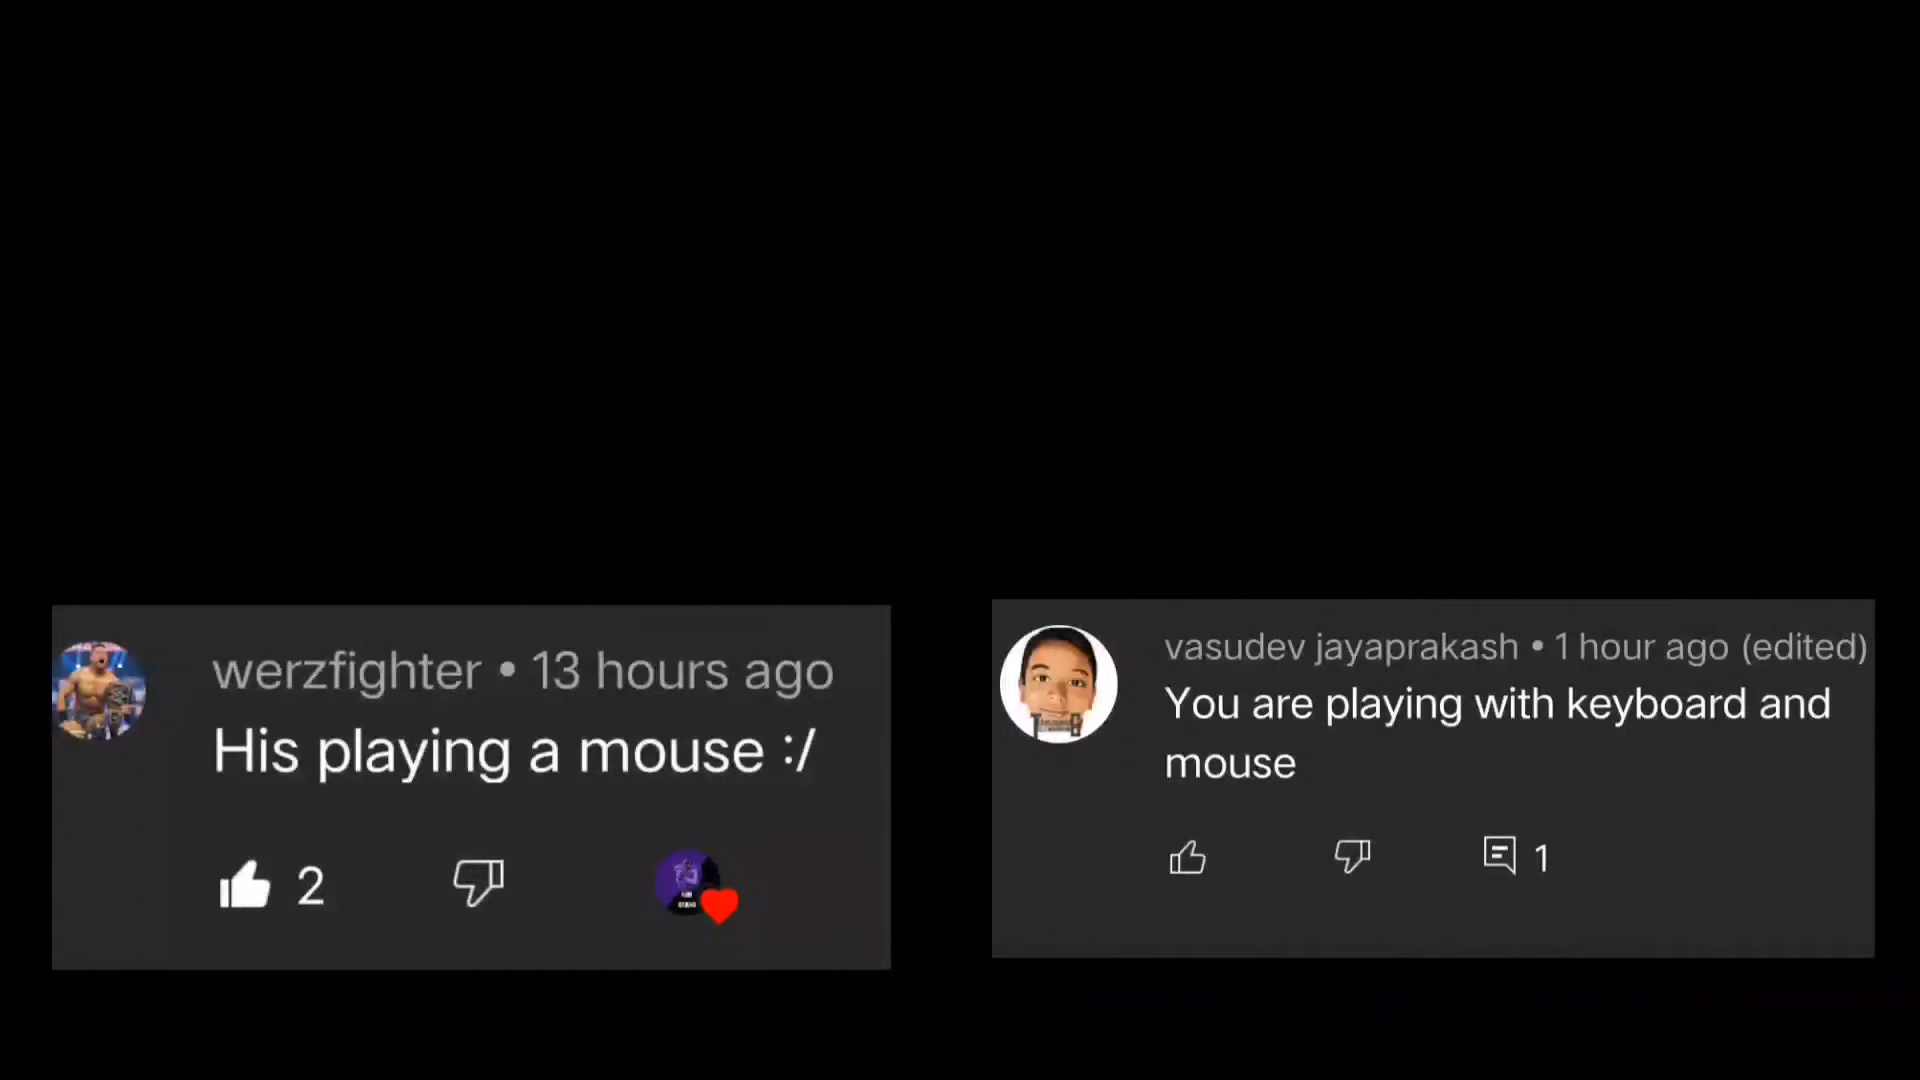 werzfighter • 13 hours ago
His playing a mouse :/
2
vasudev jayaprakash • 1 hour ago (edited)
You are playing with keyboard and
mouse
1